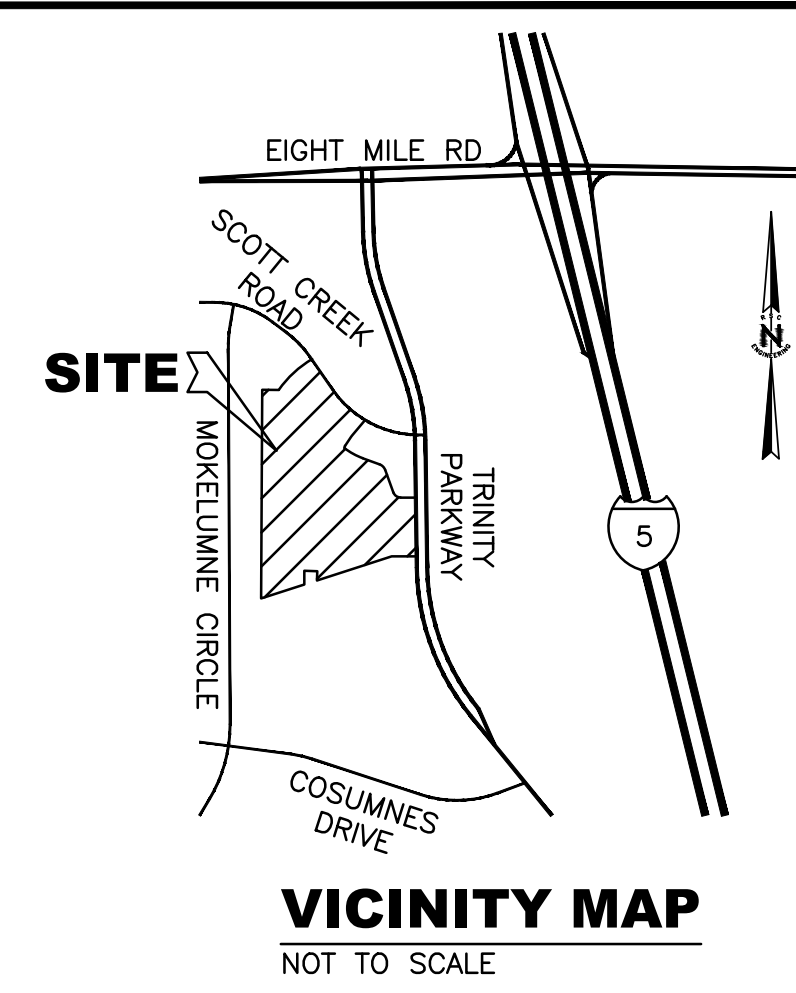 EIGHT MILE RD
SCOTT CREEK
ROAD
R S C
N
ENGINEERING
SITE
MOKELUMNE CIRCLE
TRINITY
PARKWAY
5
COSUMNES
DRIVE
VICINITY MAP
NOT TO SCALE